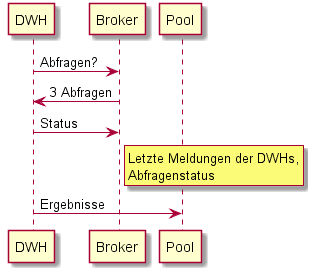 DWH
Broker
Pool
Abfragen?
3 Abfragen
Status
Letzte Meldungen der DWHs,
Abfragenstatus
Ergebnisse
DWH
Broker
Pool